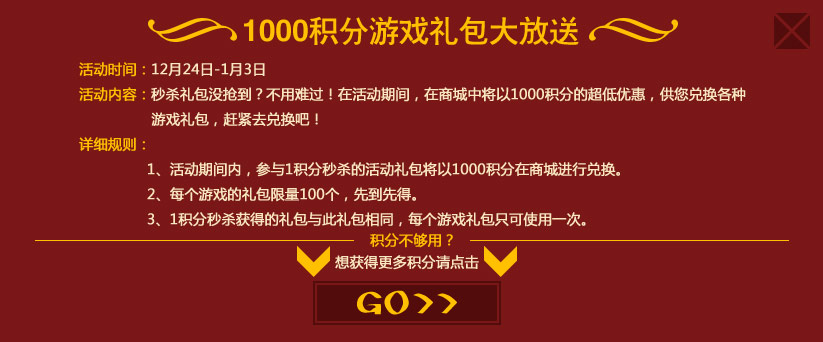 1000积分游戏礼包大放送
活动时间：12月24日-1月3日
活动内容：秒杀礼包没抢到？不用难过！在活动期间，在商城中将以1000积分的超低优惠，供您兑换各种
游戏礼包，赶紧去兑换吧！
详细规则：
1、活动期间内，参与1积分秒杀的活动礼包将以1000积分在商城进行兑换。
2、每个游戏的礼包限量100个，先到先得。
3、1积分秒杀获得的礼包与此礼包相同，每个游戏礼包只可使用一次。
积分不够用？
想获得更多积分请点击
GO>>